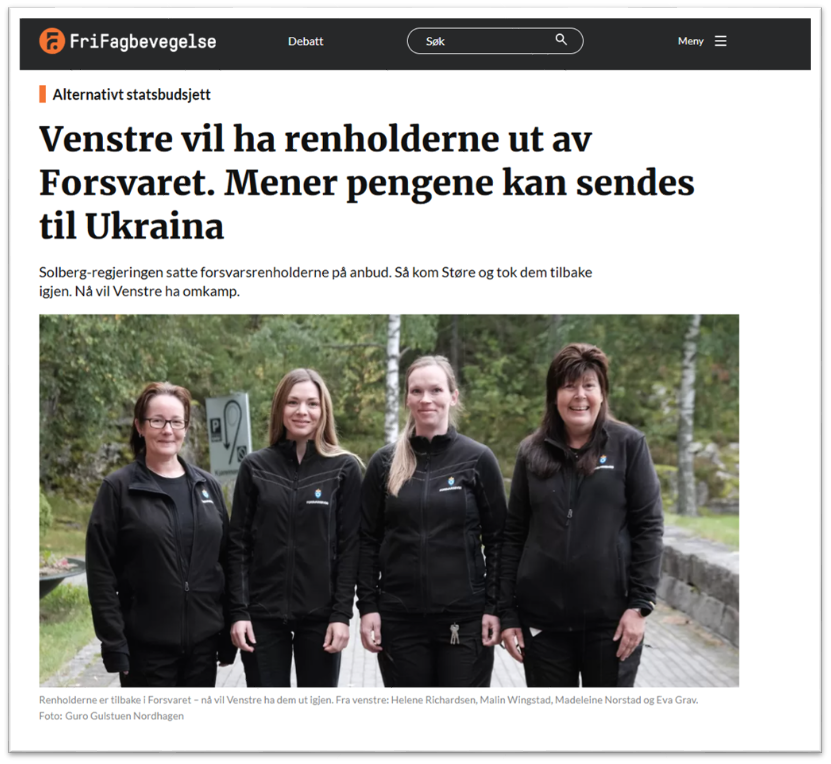 FriFagbevegelse
Debatt
Søk
Meny
Alternativt statsbudsjett
Venstre vil ha renholderne ut av
Forsvaret. Mener pengene kan sendes
til Ukraina
Solberg-regjeringen satte forsvarsrenholderne på anbud. Så kom Støre og tok dem tilbake
igjen. Nå vil Venstre ha omkamp.
P
Renholderne er tilbake i Forsvaret – nå vil Venstre ha dem ut igjen. Fra venstre: Helene Richardsen, Malin Wingstad, Madeleine Norstad og Eva Grav.
Foto: Guro Gulstuen Nordhagen